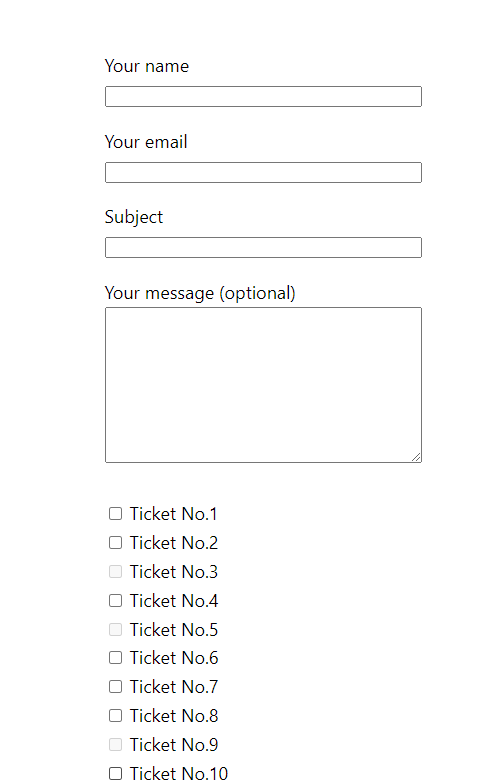 Your name
Your email
Subject
Your message (optional)
Ticket No.1
Ticket No.2
Ticket No.3
Ticket No.4
Ticket No.5
Ticket No.6
Ticket No.7
Ticket No.8
Ticket No.9
Ticket No.10